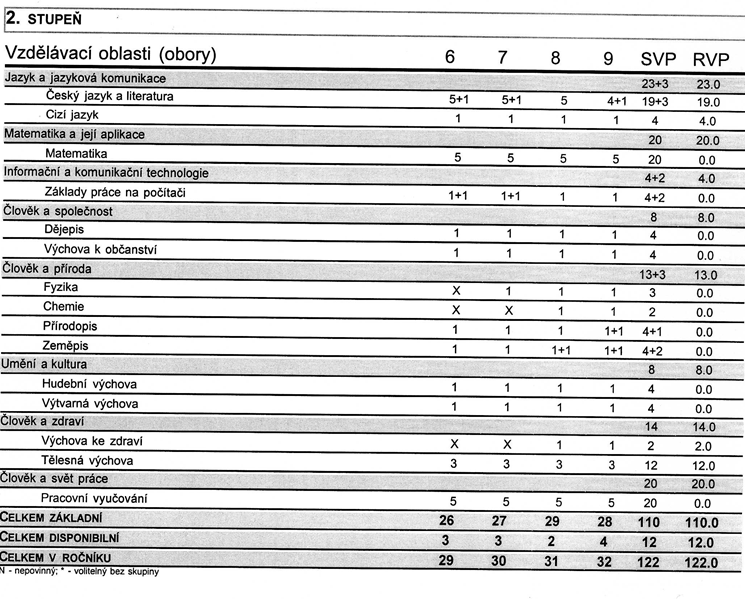 2. STUPEŇ
Vzdělávací oblasti (obory) 6 7 8 9 SVP RVP
Jazyk a jazyková komunikace 23+3 23.0
Český jazyk a literatura 5+1 5+1 5 4+1 19+3 19.0
Cizí jazyk 1 1 1 1 4 4.0
Matematika a její aplikace 20 20.0
Matematika 5 5 5 5 20 0.0
Informační a komunikační technologie 4+2 4.0
Základy práce na počítači 1+1 1+1 1 1 4+2 0.0
Člověk a společnost 8 8.0
Dějepis 1 1 1 1 4 0.0
Výchova k občanství 1 1 1 1 4 0.0
Člověk a příroda 13+3 13.0
Fyzika X 1 1 1 3 0.0
Chemie X X 1 1 2 0.0
Přírodopis 1 1 1 1+1 4+1 0.0
Zeměpis 1 1 1+1 1+1 4+2 0.0
Umění a kultura 8 8.0
Hudební výchova 1 1 1 1 4 0.0
Výtvarná výchova 1 1 1 1 4 0.0
Člověk a zdraví 14 14.0
Výchova ke zdraví X X 1 1 2 2.0
Tělesná výchova 3 3 3 3 12 12.0
Člověk a svět práce 20 20.0
Pracovní vyučování 5 5 5 5 20 0.0
CELKEM ZÁKLADNÍ 26 27 29 28 110 110.0
CELKEM DISPONIBILNÍ 3 3 2 4 12 12.0
CELKEM V ROČNÍKU 29 30 31 32 122 122.0
N - nepovinný; * - volitelný bez skupiny